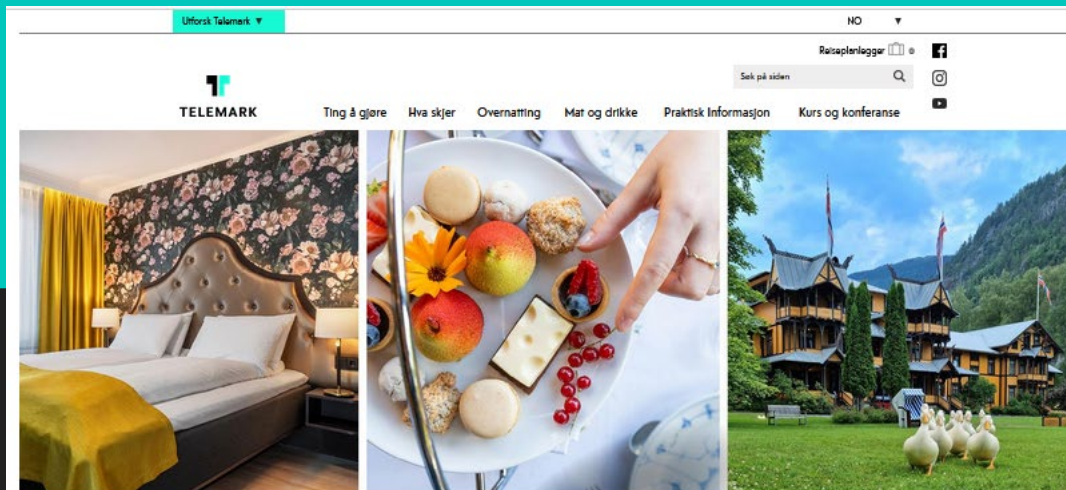 Utforsk Telemark ▼
NO ▼
Reiseplanlegger 0
Søk på siden
TELEMARK
Ting å gjøre Hva skjer Overnatting Mat og drikke Praktisk Informasjon Kurs og konferanse